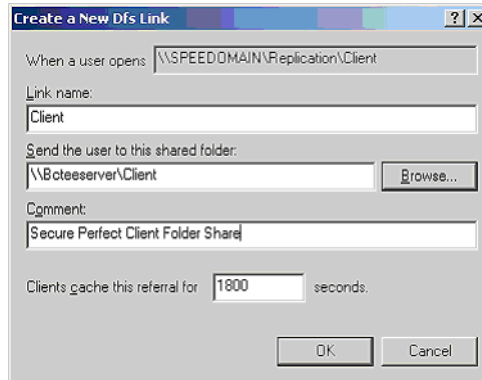 Create a New Dfs Link
When a user opens \\SPEEDOMAIN\Replication\Client
Link name:
Client
Send the user to this shared folder:
\\Bcteeserver\Client
Browse...
Comment:
Secure Perfect Client Folder Share
Clients cache this referral for 1800 seconds.
OK Cancel